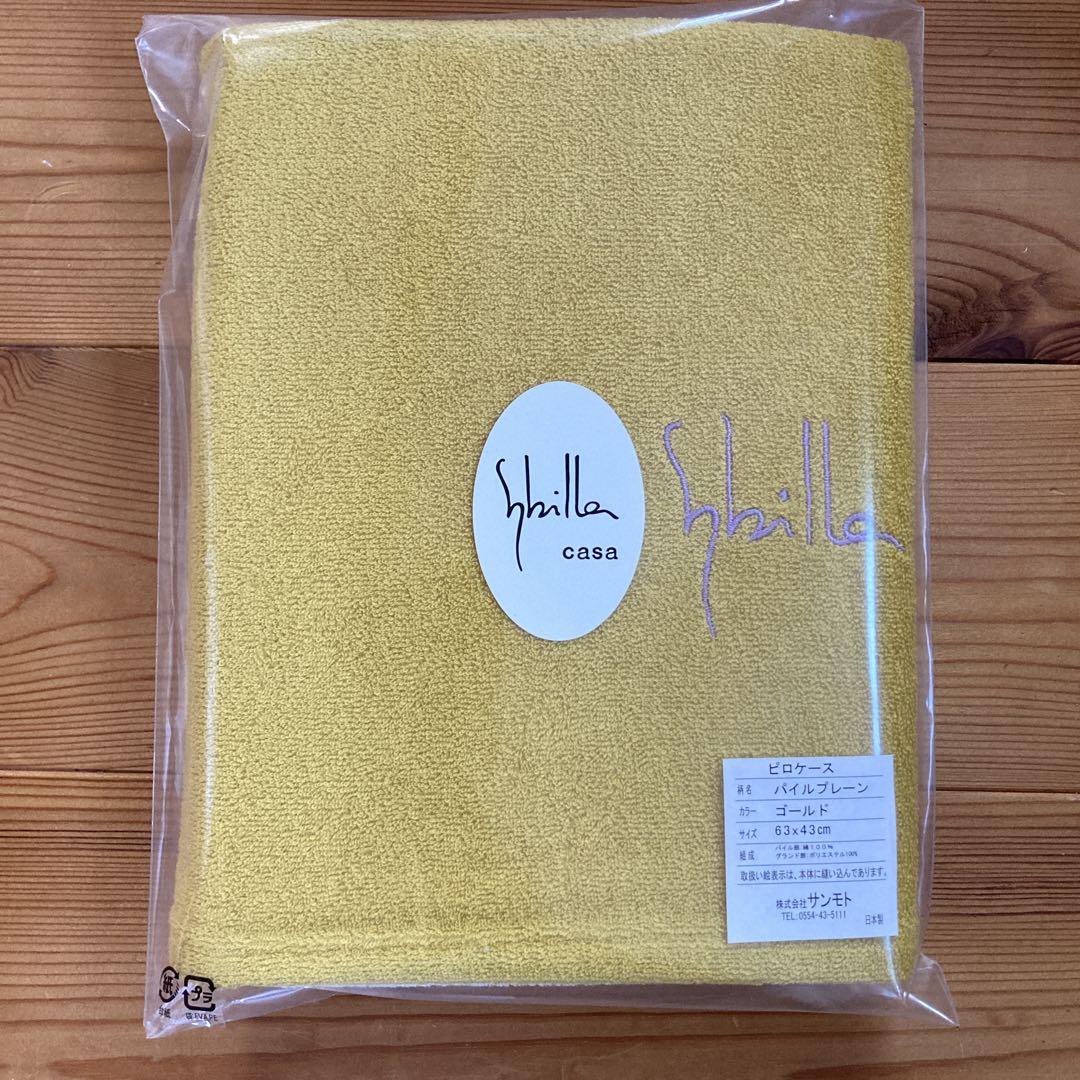 Sybilla
casa
Sybilla
ピロケース
柄名 パイルプレーン
カラー ゴールド
サイズ 63x43cm
組成 パイル部:綿100%
グランド部:ポリエステル100%
取扱い絵表示は、本体に縫い込んであります。
株式会社サンモト
TEL:0554-43-5111
日本製
紙
プラ